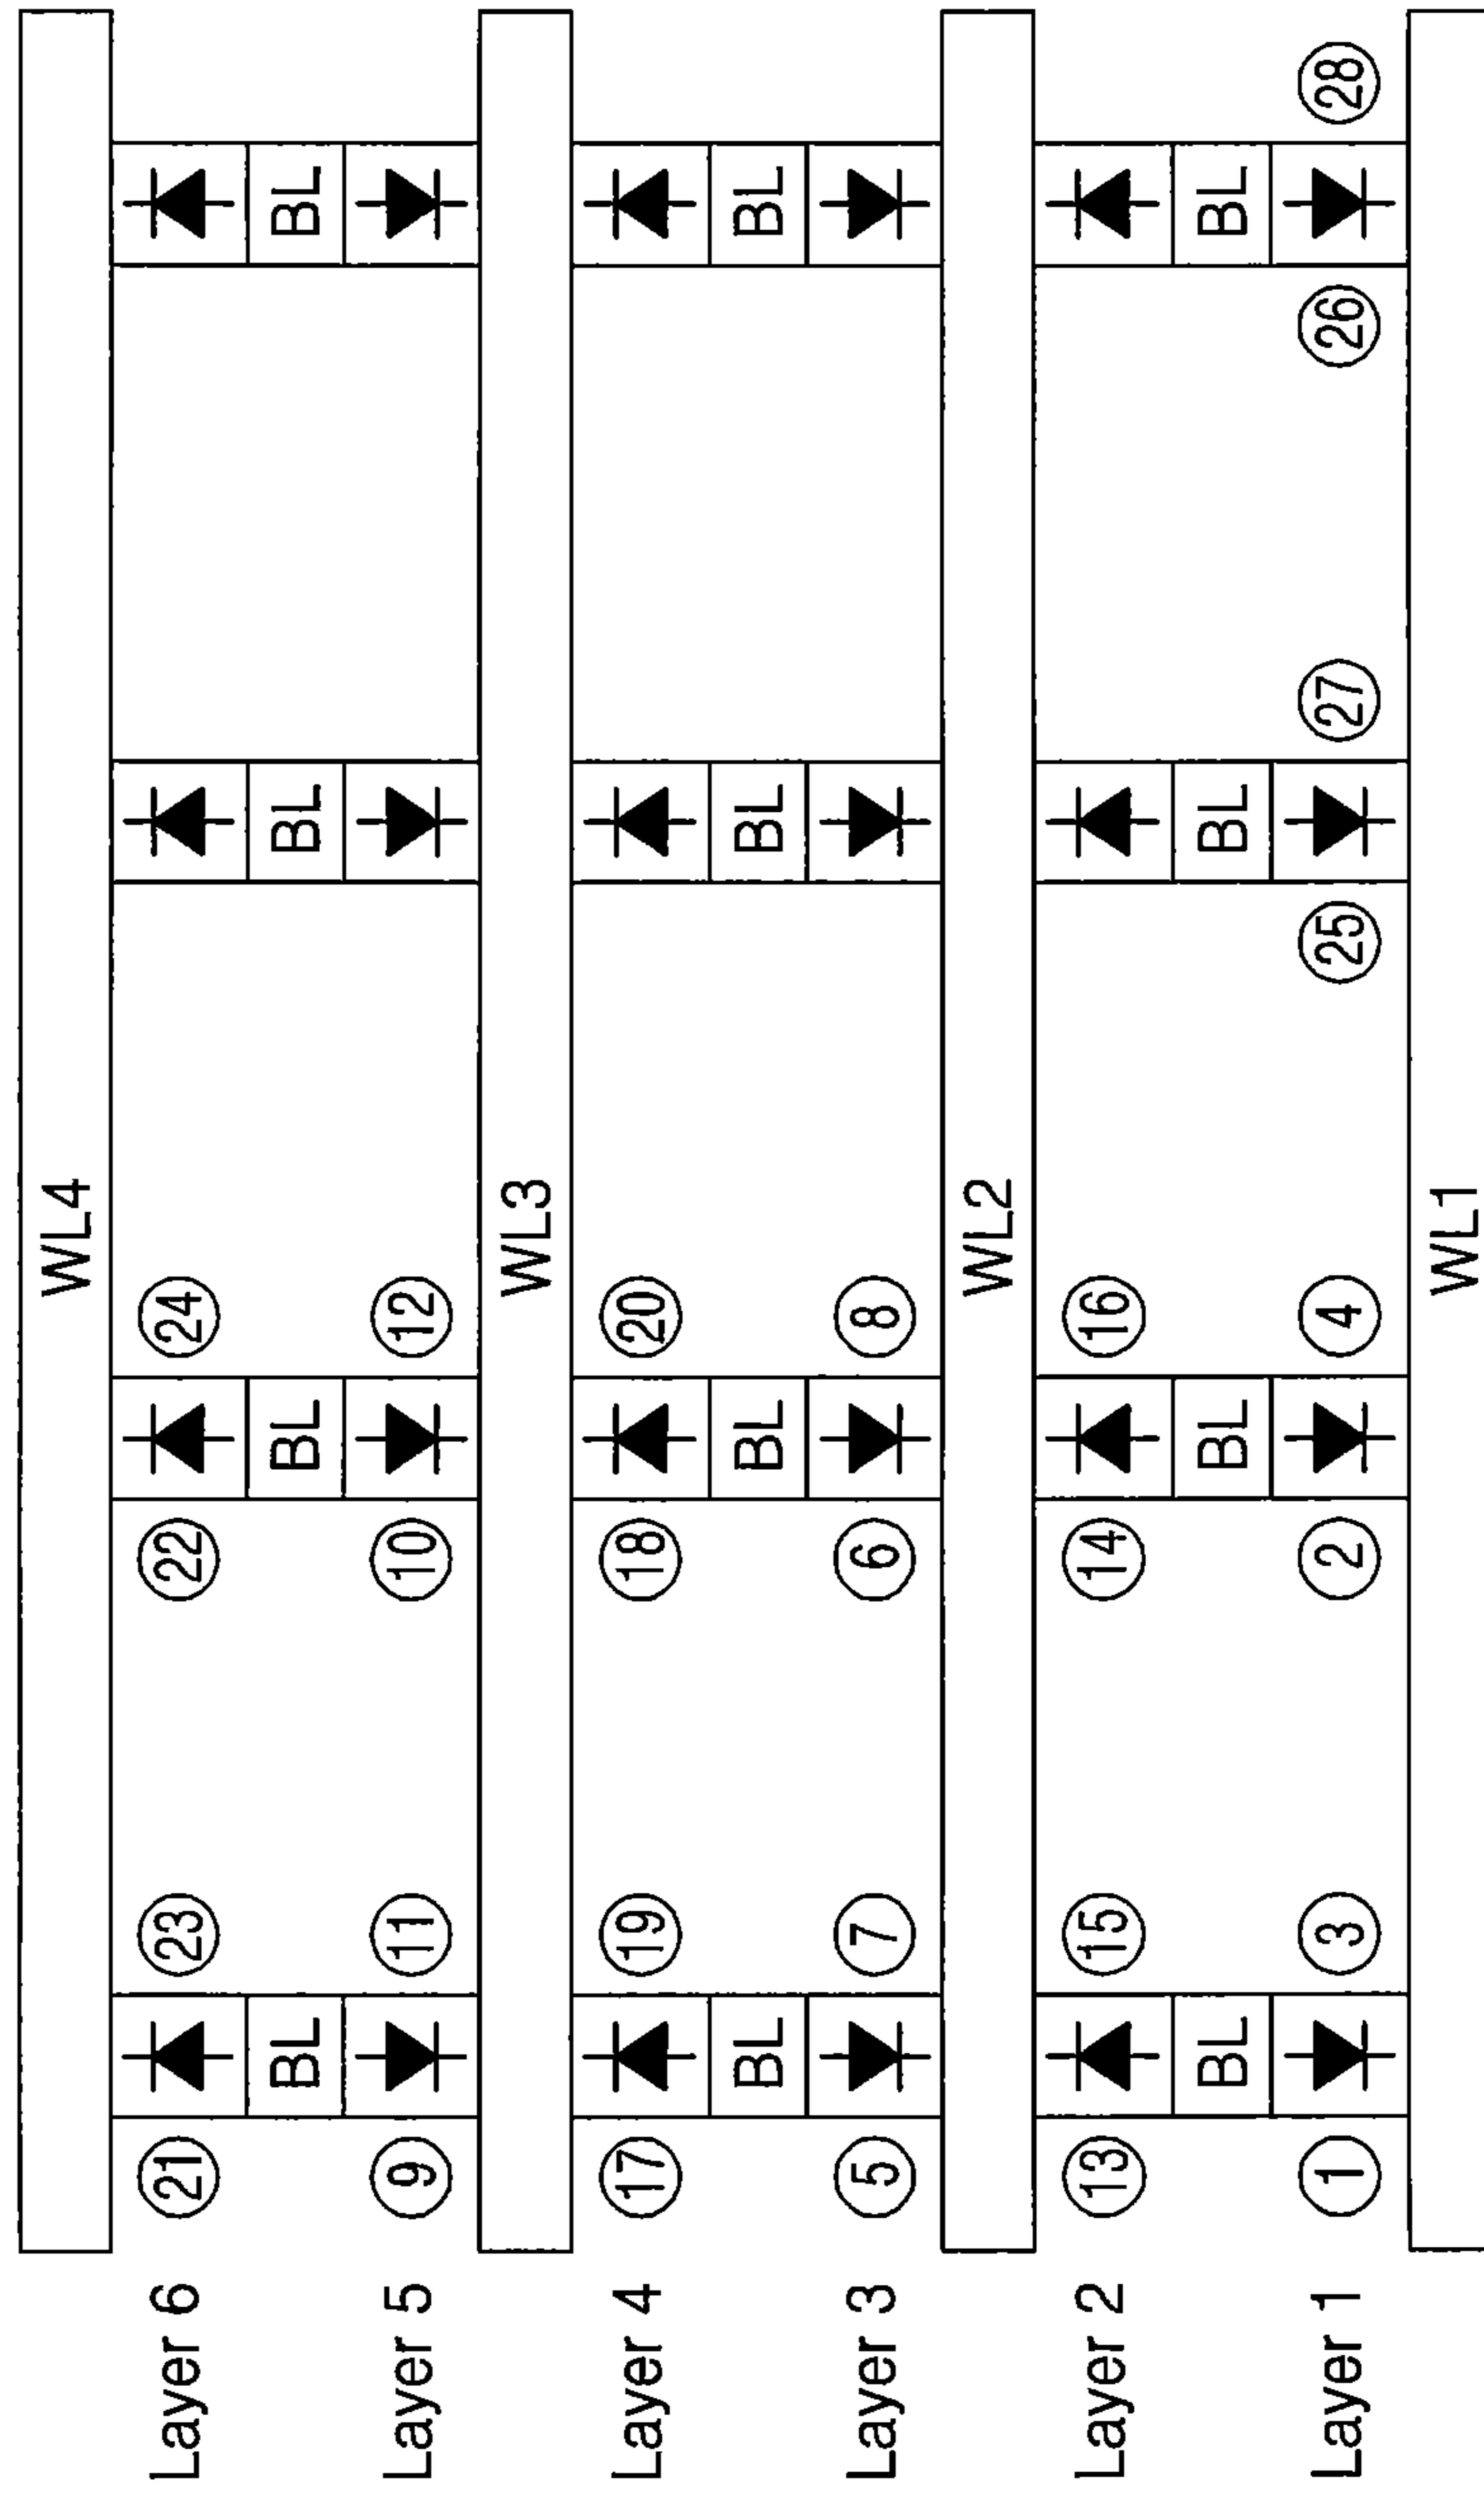 WL4
Layer 6 21 23 22 24
BL BL BL BL
Layer 5 9 11 10 12
WL3
Layer 4 17 19 18 20
BL BL BL BL
Layer 3 5 7 6 8
WL2
Layer 2 13 15 14 16
BL BL BL BL
Layer 1 1 3 2 4 25 27 26 28
WL1